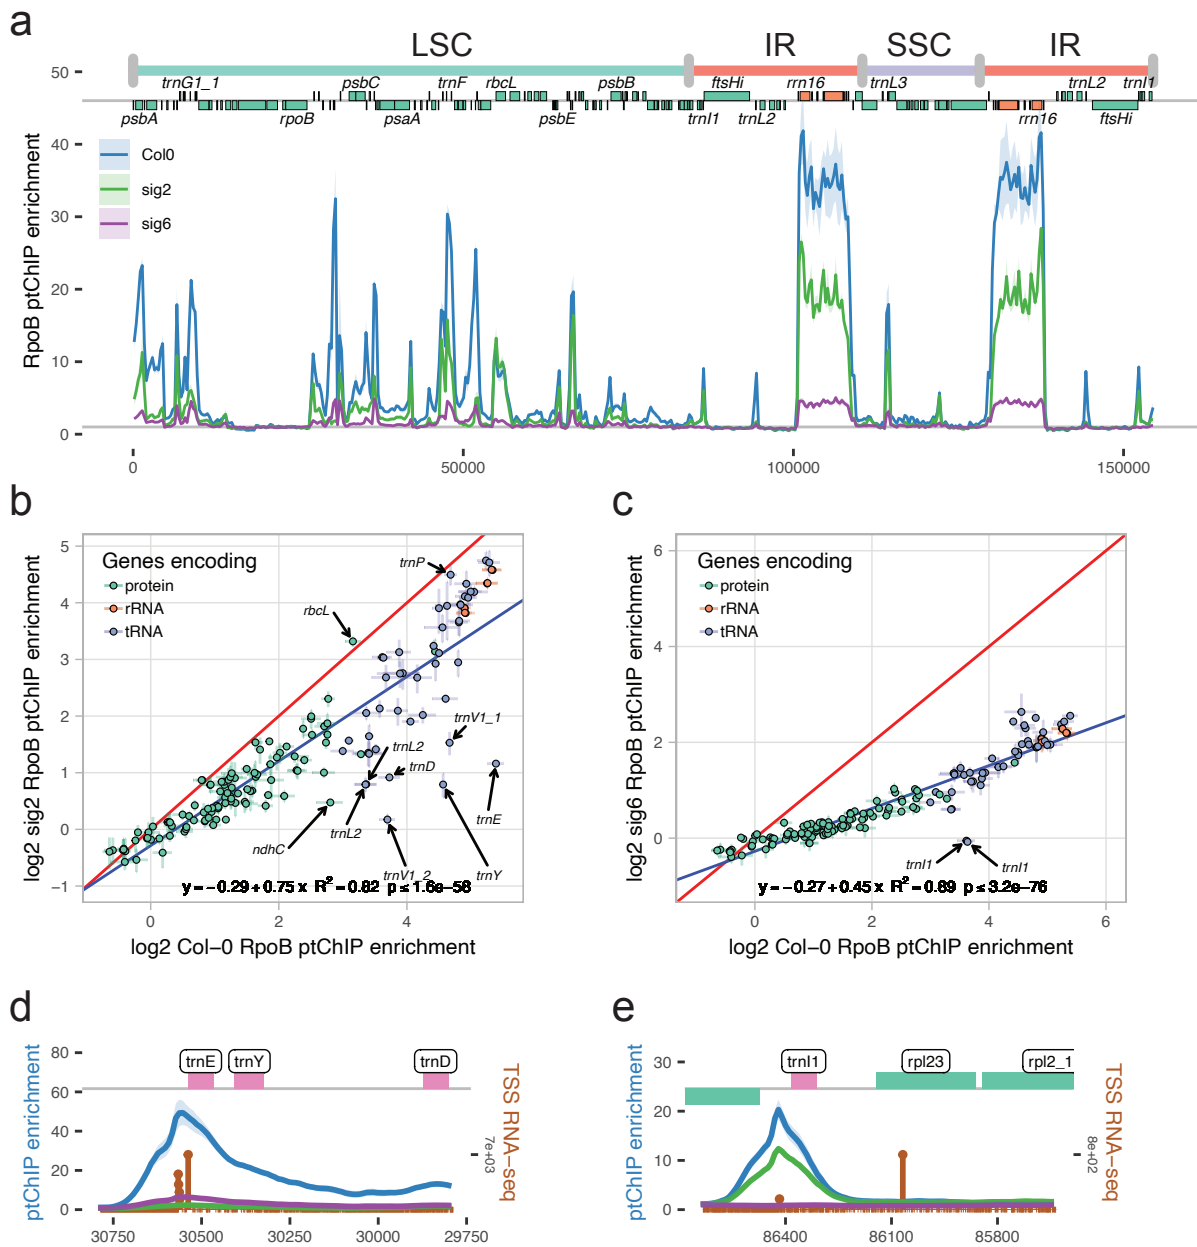 a
LSC IR SSC IR
trnG1_1 psbC trnF rbcL psbB ftsHi rrn16 trnL3 trnL2 trnI1
psbA rpoB psaA psbE trnI1 trnL2 rrn16 ftsHi
RpoB ptChIP enrichment
50
40
30
20
10
0
Col0
sig2
sig6
0 50000 100000 150000
b
log2 sig2 RpoB ptChIP enrichment
5
4
3
2
1
0
−1
Genes encoding
protein
rRNA
tRNA
trnP
rbcL
trnV1_1
trnL2
trnD
trnE
trnL2
ndhC
trnV1_2
trnY
y = −0.29 + 0.75 x R2 = 0.82 p ≤ 1.6e−58
0 2 4
log2 Col−0 RpoB ptChIP enrichment
c
log2 sig6 RpoB ptChIP enrichment
6
4
2
0
Genes encoding
protein
rRNA
tRNA
trnI1 trnI1
y = −0.27 + 0.45 x R2 = 0.89 p ≤ 3.2e−76
0 2 4 6
log2 Col−0 RpoB ptChIP enrichment
d
ptChIP enrichment
80
60
40
20
0
trnE trnY trnD
7e+03
TSS RNA−seq
30750 30500 30250 30000 29750
e
ptChIP enrichment
30
20
10
0
trnI1 rpl23 rpl2_1
8e+02
TSS RNA−seq
86400 86100 85800